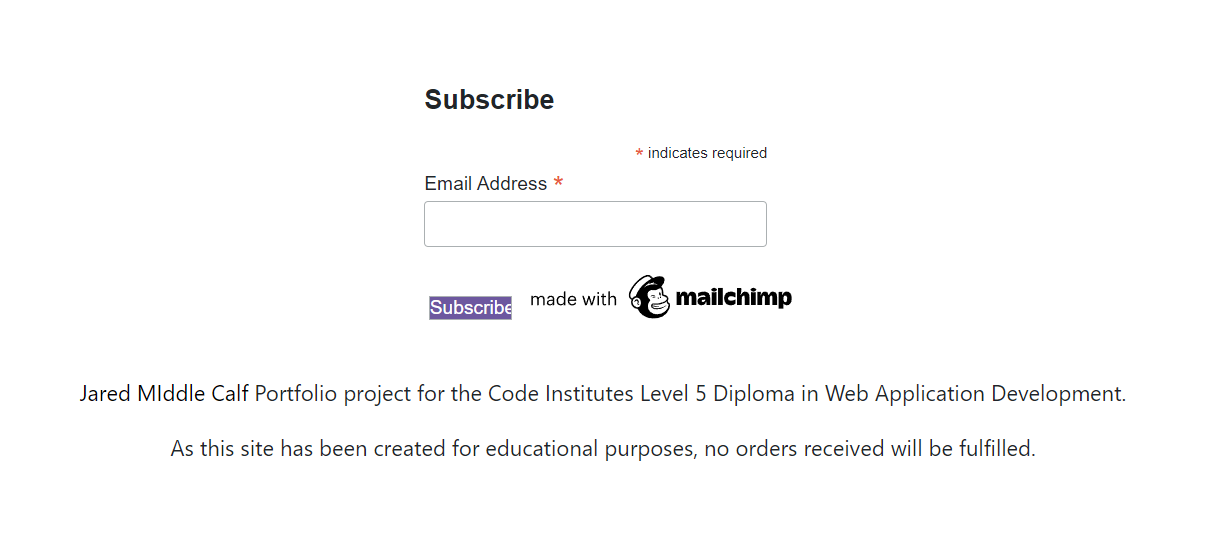 Subscribe
* indicates required
Email Address *
Subscribe made with mailchimp
Jared MIddle Calf Portfolio project for the Code Institutes Level 5 Diploma in Web Application Development.
As this site has been created for educational purposes, no orders received will be fulfilled.